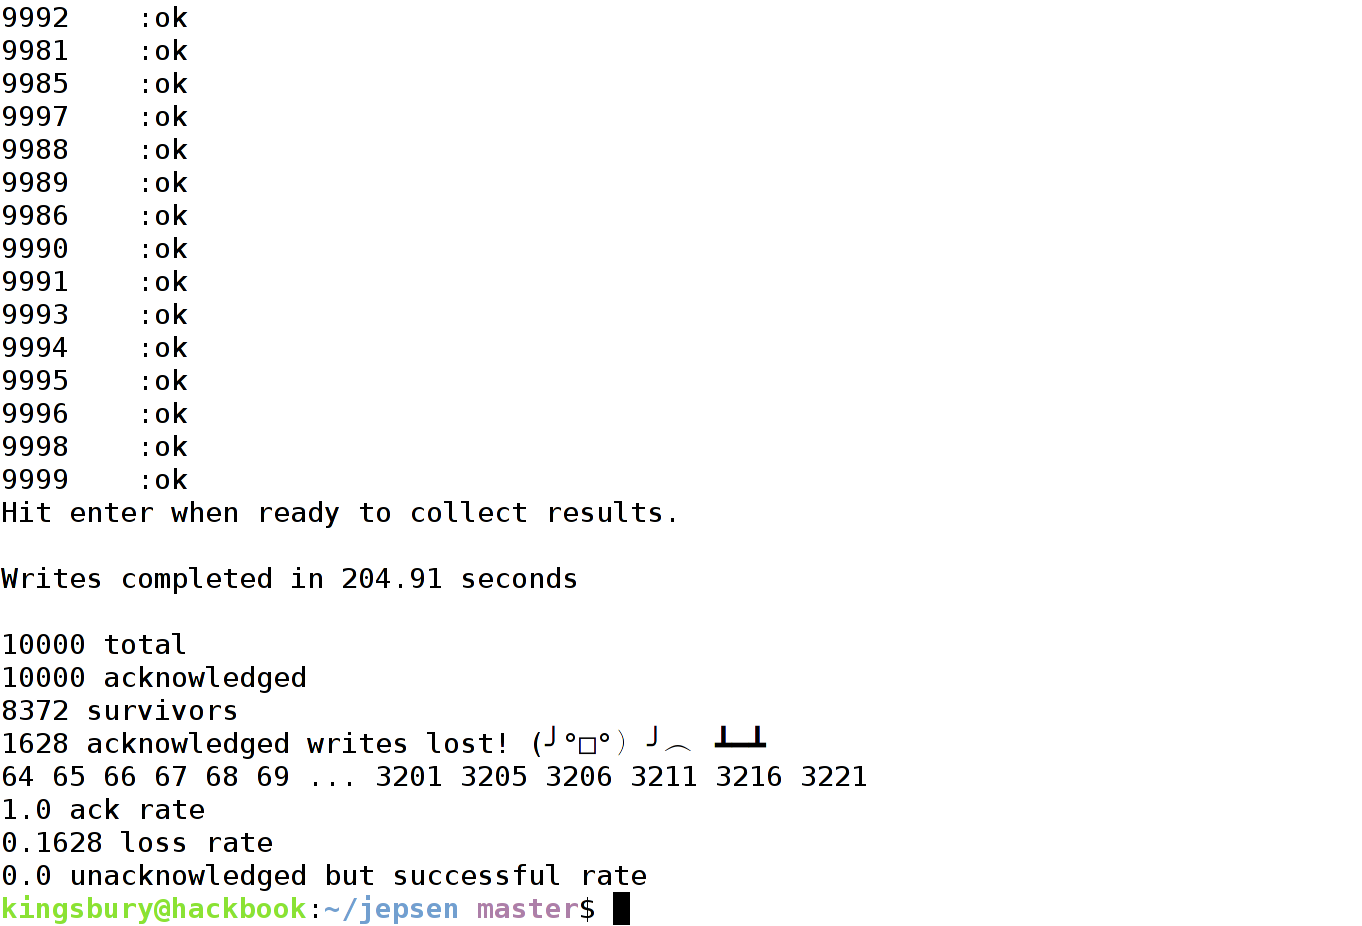 9992    :ok
9981    :ok
9985    :ok
9997    :ok
9988    :ok
9989    :ok
9986    :ok
9990    :ok
9991    :ok
9993    :ok
9994    :ok
9995    :ok
9996    :ok
9998    :ok
9999    :ok
Hit enter when ready to collect results.
Writes completed in 204.91 seconds
10000 total
10000 acknowledged
8372 survivors
1628 acknowledged writes lost! (╯°□°）╯︵ ┻━┻
64 65 66 67 68 69 ... 3201 3205 3206 3211 3216 3221
1.0 ack rate
0.1628 loss rate
0.0 unacknowledged but successful rate
kingsbury@hackbook:~/jepsen master$